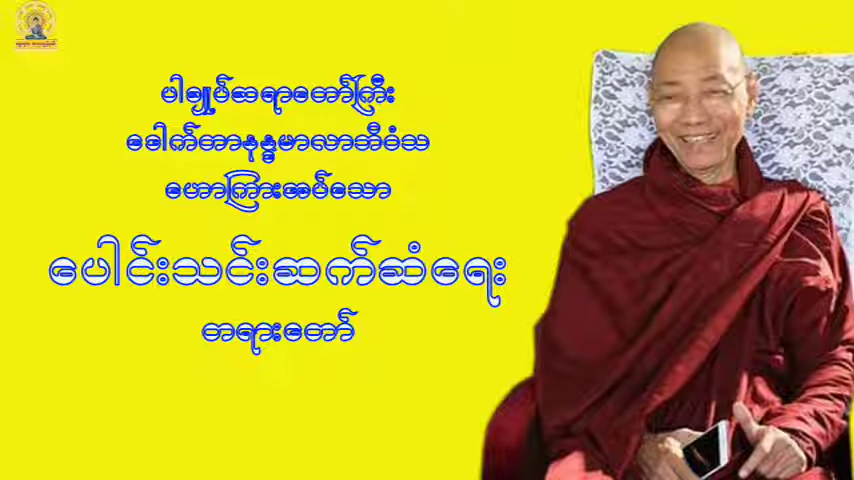 ပါချုပ်ဆရာတော်ကြီး
ဒေါက်တာနန္ဒမာလာဘိဝံသ
ဟောကြားအပ်သော
ပေါင်းသင်းဆက်ဆံရေး
တရားတော်